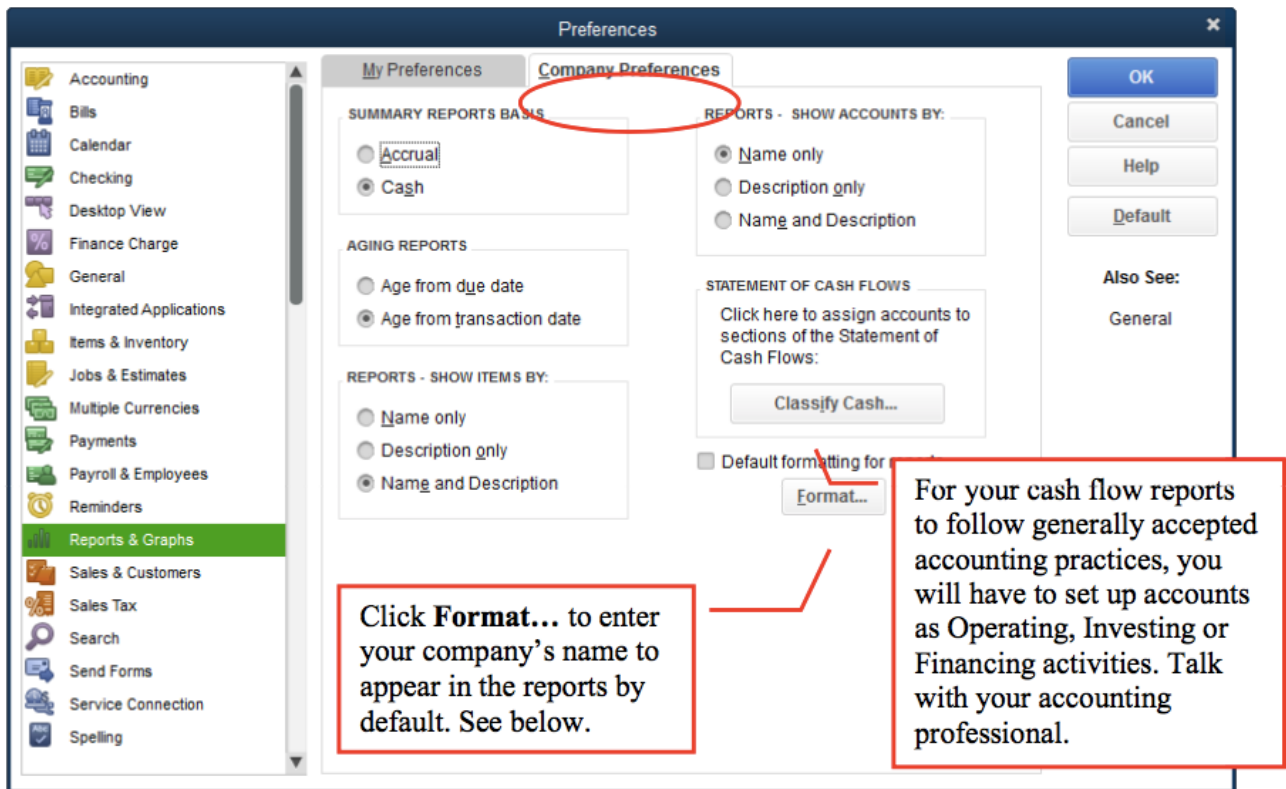 Preferences
Accounting
Bills
Calendar
Checking
Desktop View
Finance Charge
General
Integrated Applications
Items & Inventory
Jobs & Estimates
Multiple Currencies
Payments
Payroll & Employees
Reminders
Reports & Graphs
Sales & Customers
Sales Tax
Search
Send Forms
Service Connection
Spelling
My Preferences
Company Preferences
SUMMARY REPORTS BASIS
Accrual
Cash
AGING REPORTS
Age from due date
Age from transaction date
REPORTS - SHOW ITEMS BY:
Name only
Description only
Name and Description
REPORTS - SHOW ACCOUNTS BY:
Name only
Description only
Name and Description
STATEMENT OF CASH FLOWS
Click here to assign accounts to
sections of the Statement of
Cash Flows:
Classify Cash...
Default formatting for reports
Format...
OK
Cancel
Help
Default
Also See:
General
Click Format... to enter
your company's name to
appear in the reports by
default. See below.
For your cash flow reports
to follow generally accepted
accounting practices, you
will have to set up accounts
as Operating, Investing or
Financing activities. Talk
with your accounting
professional.